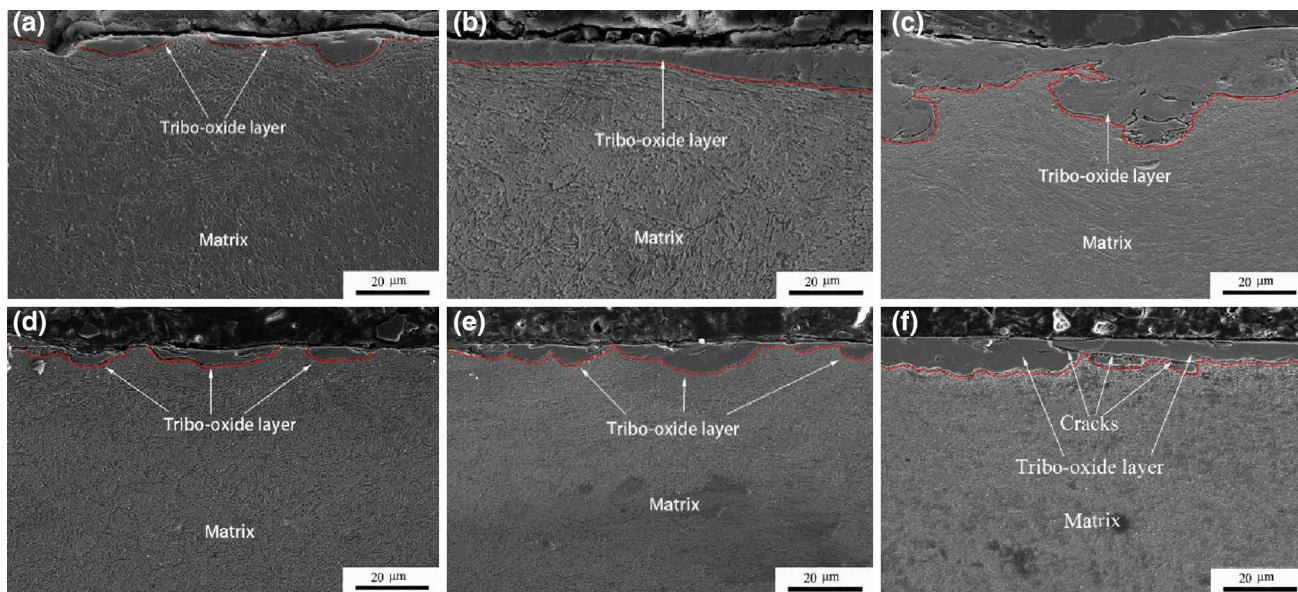 (a)
Tribo-oxide layer
Matrix
20 μm
(b)
Tribo-oxide layer
Matrix
20 μm
(c)
Tribo-oxide layer
Matrix
20 μm
(d)
Tribo-oxide layer
Matrix
20 μm
(e)
Tribo-oxide layer
Matrix
20 μm
(f)
Cracks
Tribo-oxide layer
Matrix
20 μm